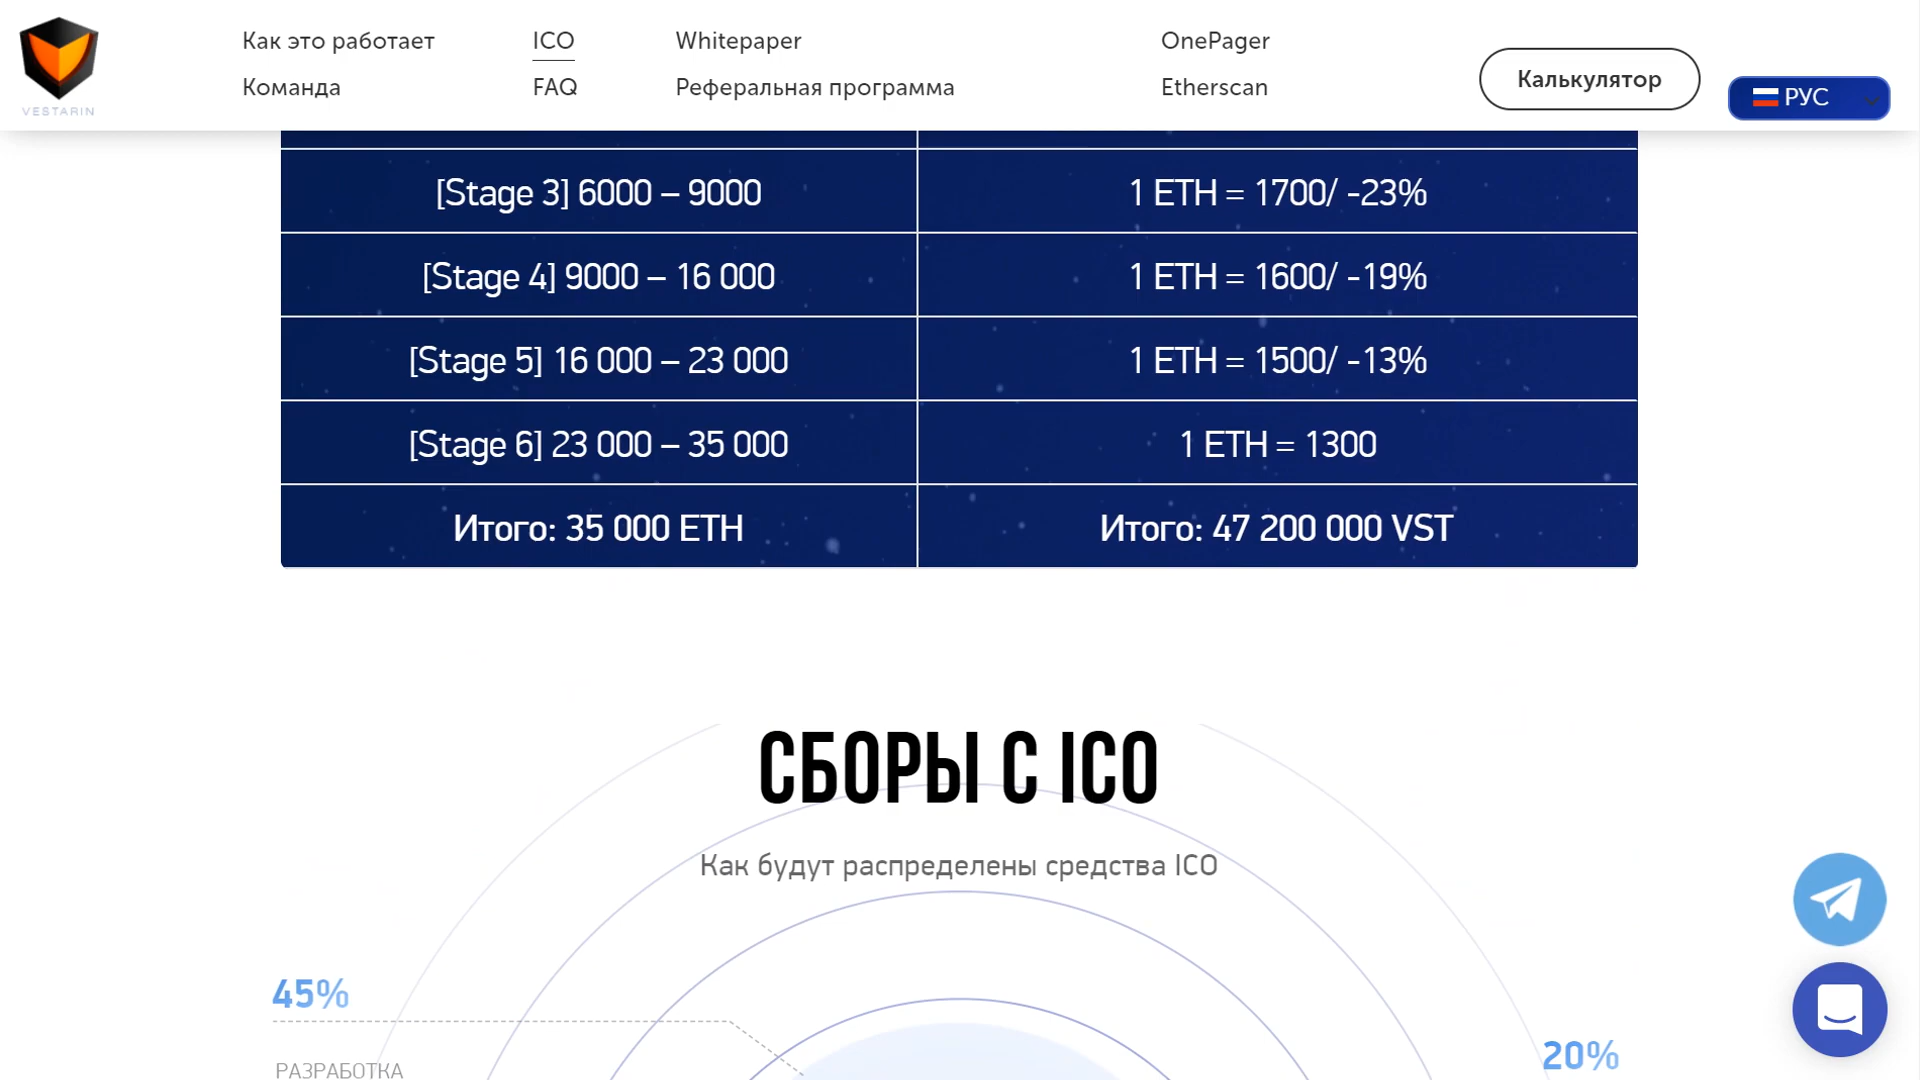 Как это работает
ICO
Whitepaper
OnePager
Команда
FAQ
Реферальная программа
Etherscan
Калькулятор
РУС
VESTARIN
[Stage 3] 6000 – 9000
1 ETH = 1700/ -23%
[Stage 4] 9000 – 16 000
1 ETH = 1600/ -19%
[Stage 5] 16 000 – 23 000
1 ETH = 1500/ -13%
[Stage 6] 23 000 – 35 000
1 ETH = 1300
Итого: 35 000 ETH
Итого: 47 200 000 VST
СБОРЫ С ICO
Как будут распределены средства ICO
45%
РАЗРАБОТКА
20%